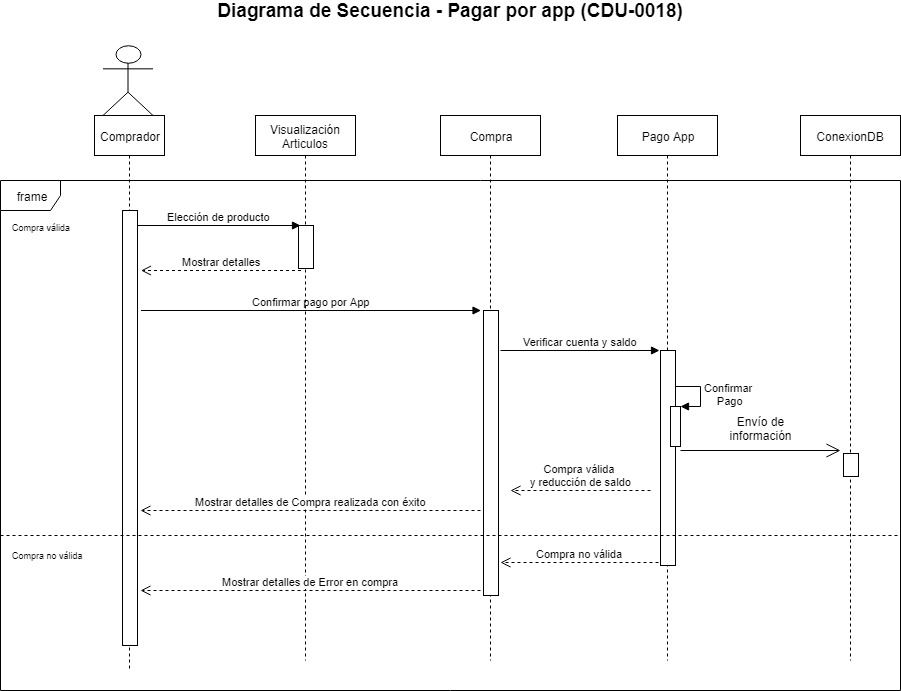 Diagrama de Secuencia - Pagar por app (CDU-0018)
Comprador
Visualización
Articulos
Compra
Pago App
ConexionDB
frame
Compra válida
Elección de producto
Mostrar detalles
Confirmar pago por App
Verificar cuenta y saldo
Confirmar
Pago
Envío de
información
Compra válida
y reducción de saldo
Mostrar detalles de Compra realizada con éxito
Compra no válida
Compra no válida
Mostrar detalles de Error en compra